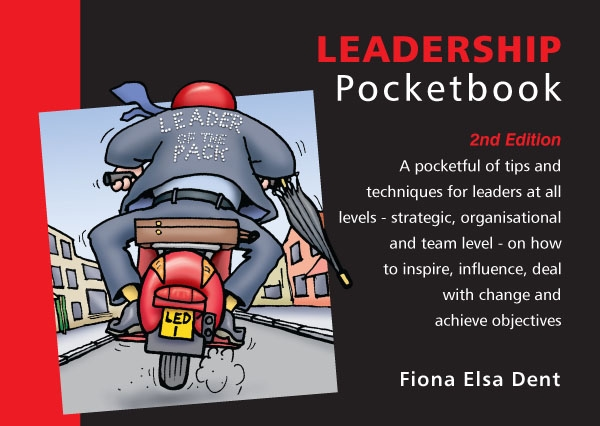 LEADERSHIP
Pocketbook
2nd Edition
A pocketful of tips and
techniques for leaders at all
levels - strategic, organisational
and team level - on how
to inspire, influence, deal
with change and
achieve objectives
Fiona Elsa Dent
LEADER
OF THE
PACK
LED
1